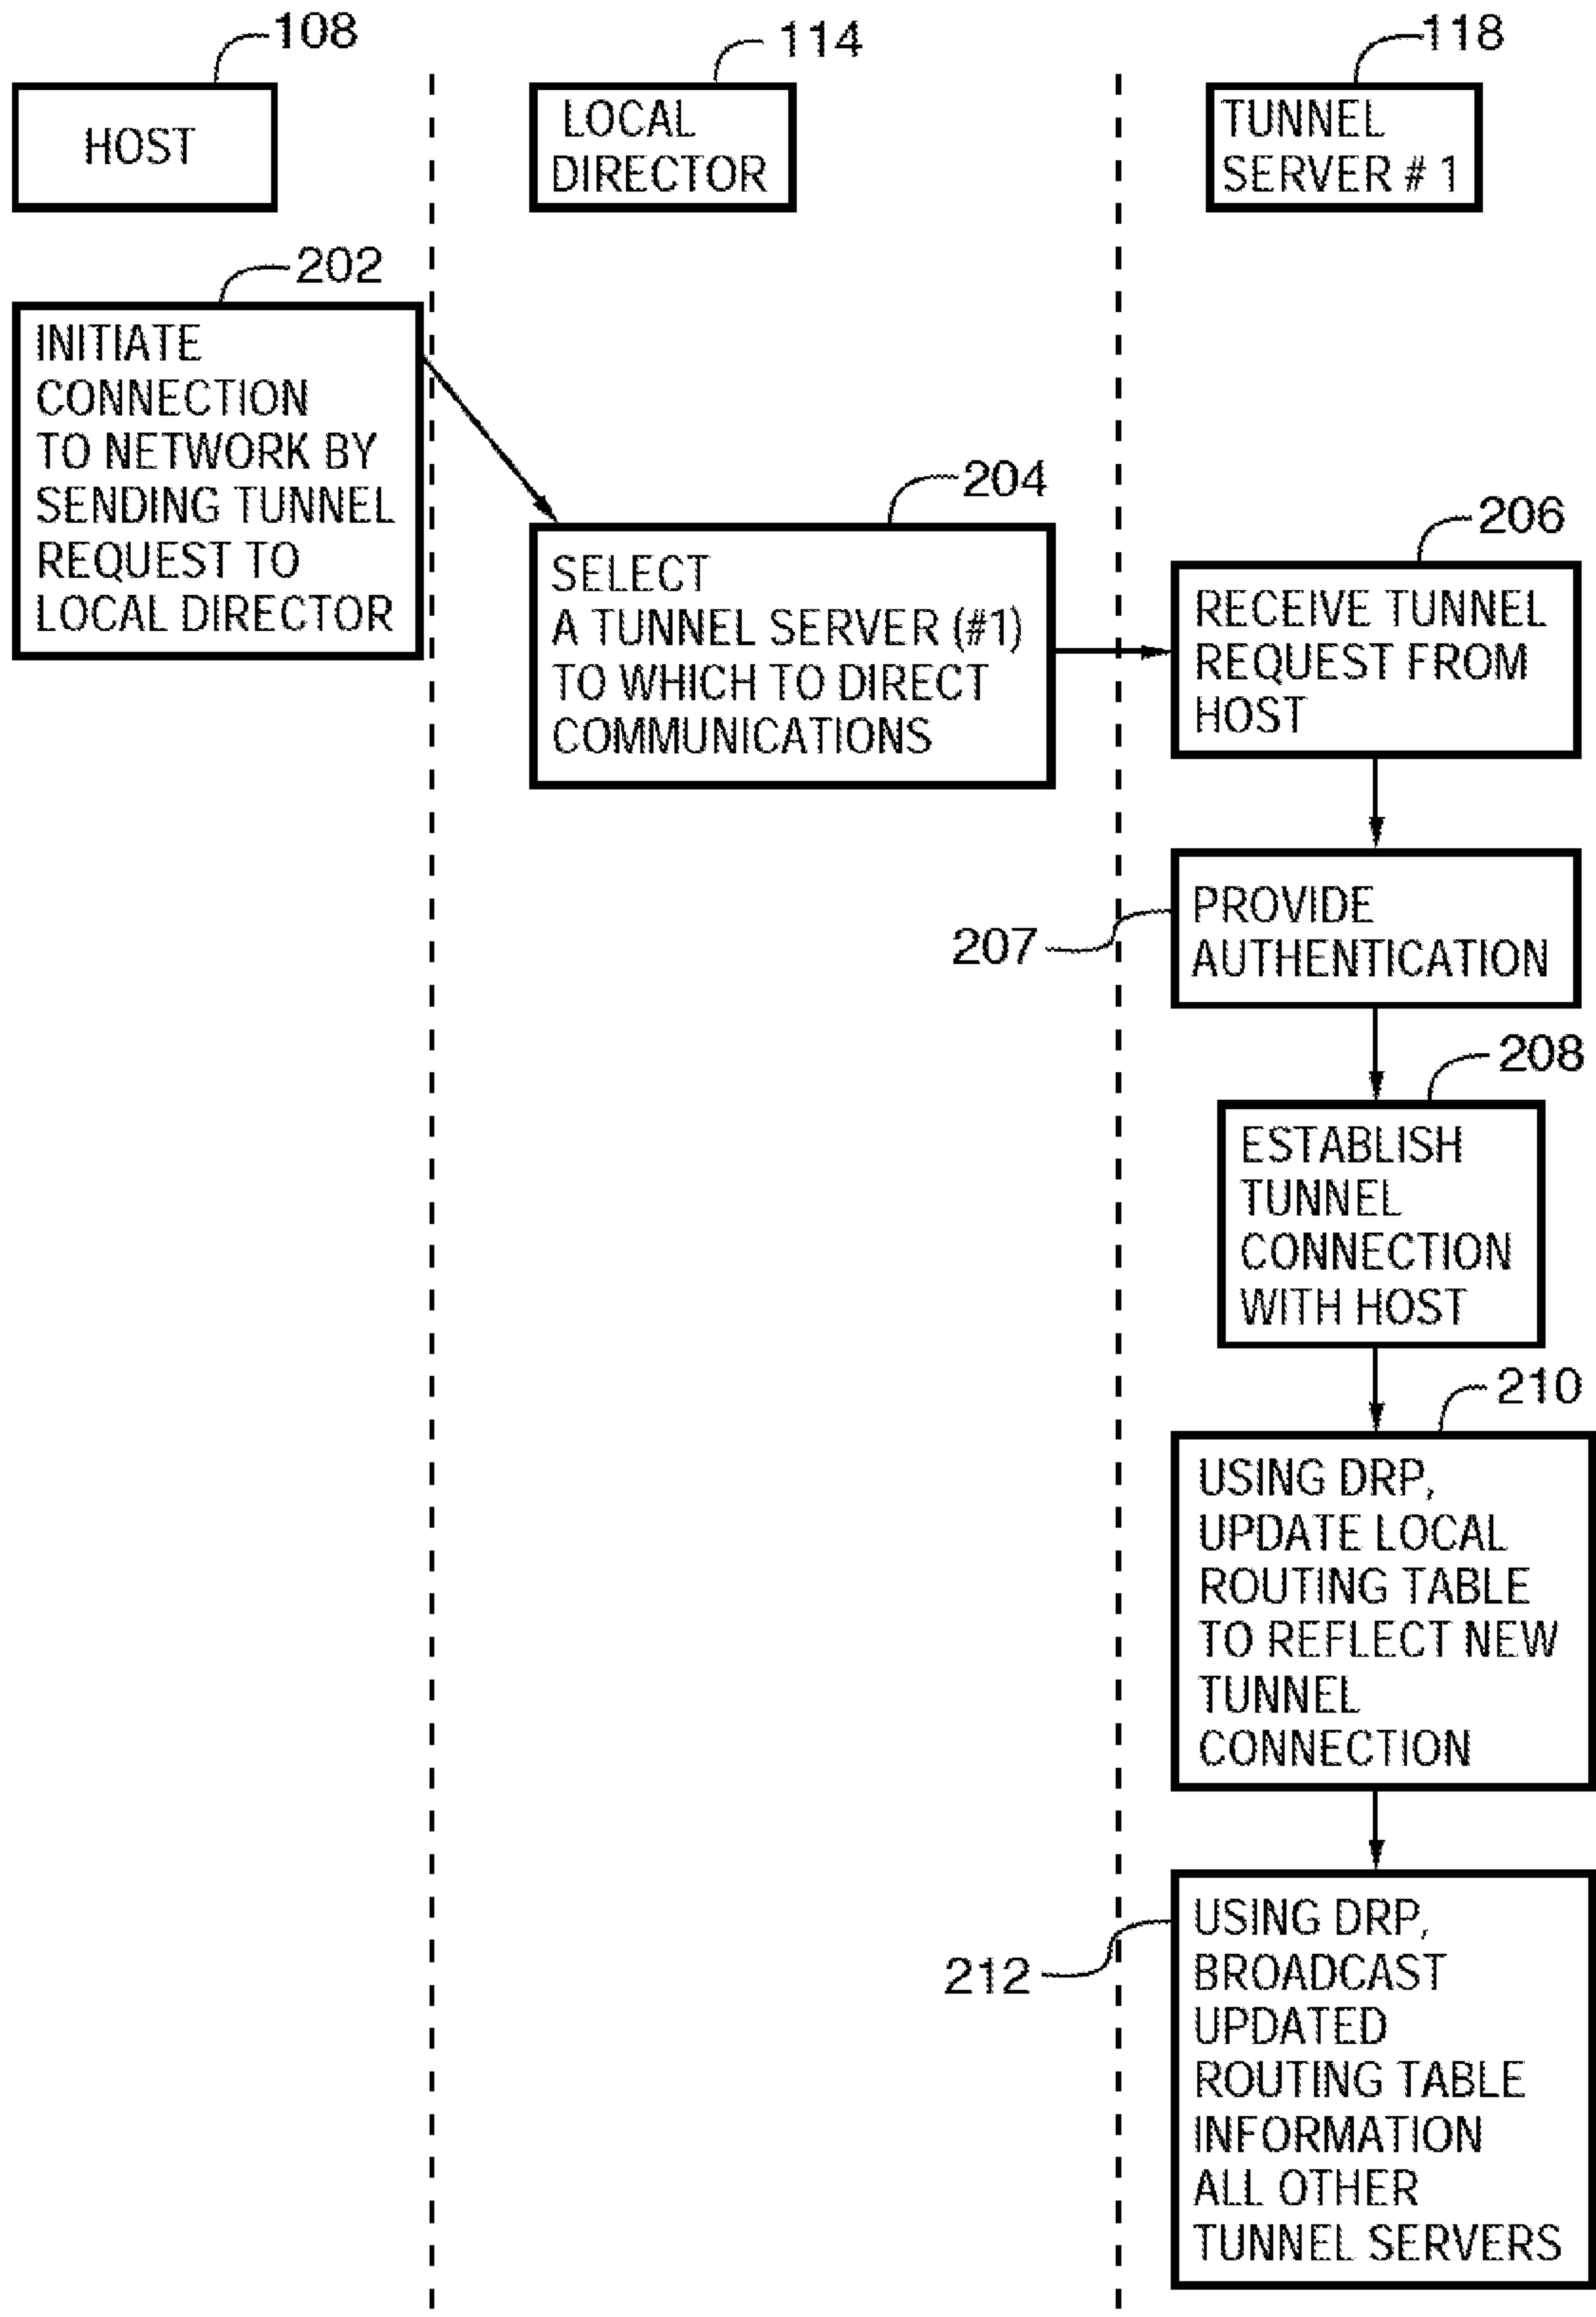 108
114
118
HOST
LOCAL
DIRECTOR
TUNNEL
SERVER # 1
202
INITIATE
CONNECTION
TO NETWORK BY
SENDING TUNNEL
REQUEST TO
LOCAL DIRECTOR
204
SELECT
A TUNNEL SERVER (#1)
TO WHICH TO DIRECT
COMMUNICATIONS
206
RECEIVE TUNNEL
REQUEST FROM
HOST
207
PROVIDE
AUTHENTICATION
208
ESTABLISH
TUNNEL
CONNECTION
WITH HOST
210
USING DRP,
UPDATE LOCAL
ROUTING TABLE
TO REFLECT NEW
TUNNEL
CONNECTION
212
USING DRP,
BROADCAST
UPDATED
ROUTING TABLE
INFORMATION
ALL OTHER
TUNNEL SERVERS